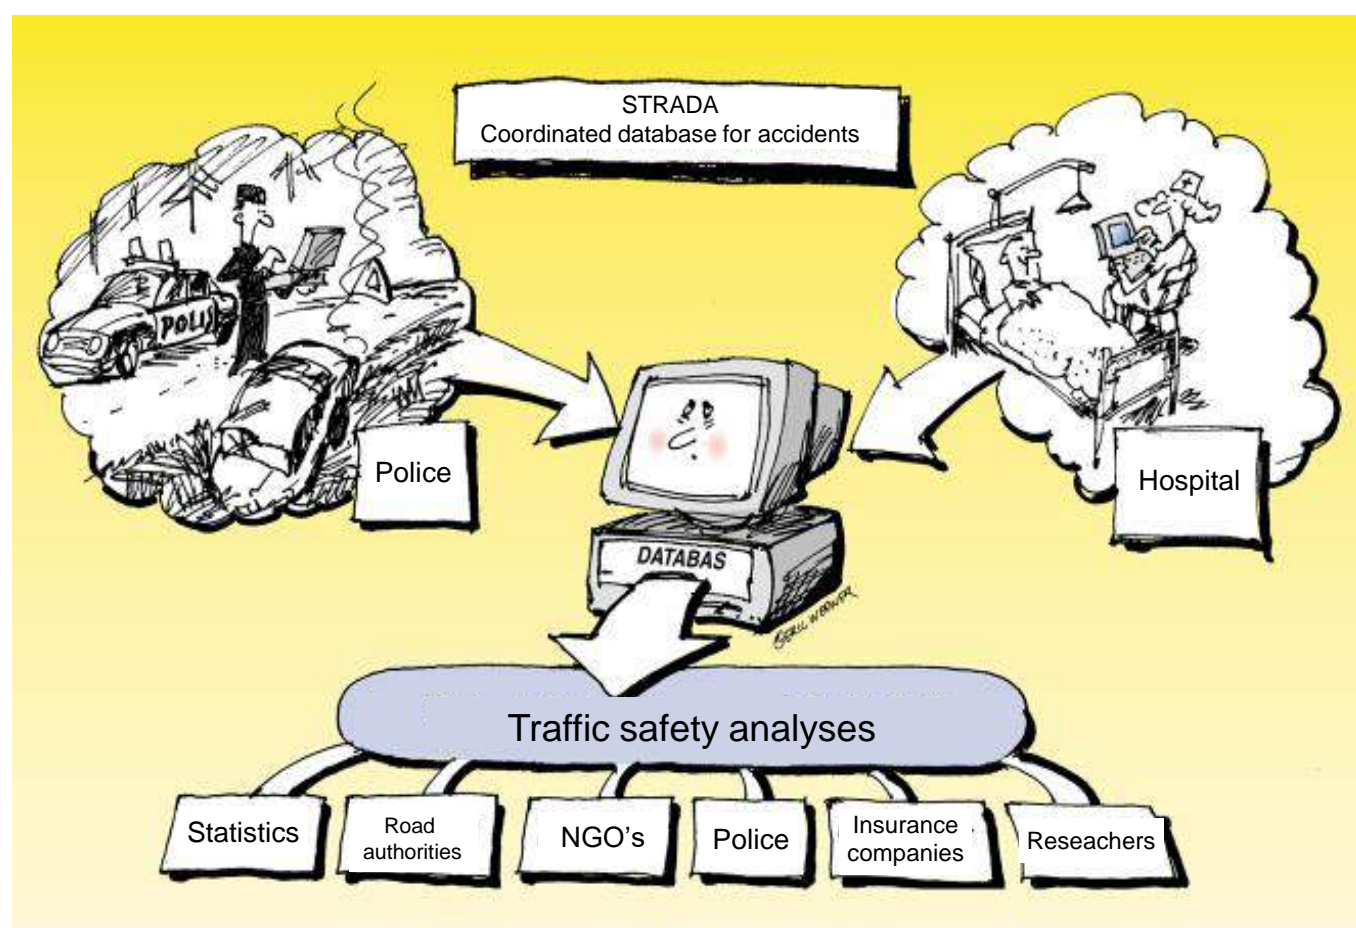 STRADA
Coordinated database for accidents
POLIS
Police
Hospital
DATABAS
Traffic safety analyses
Statistics
Road
authorities
NGO's
Police
Insurance
companies
Reseachers